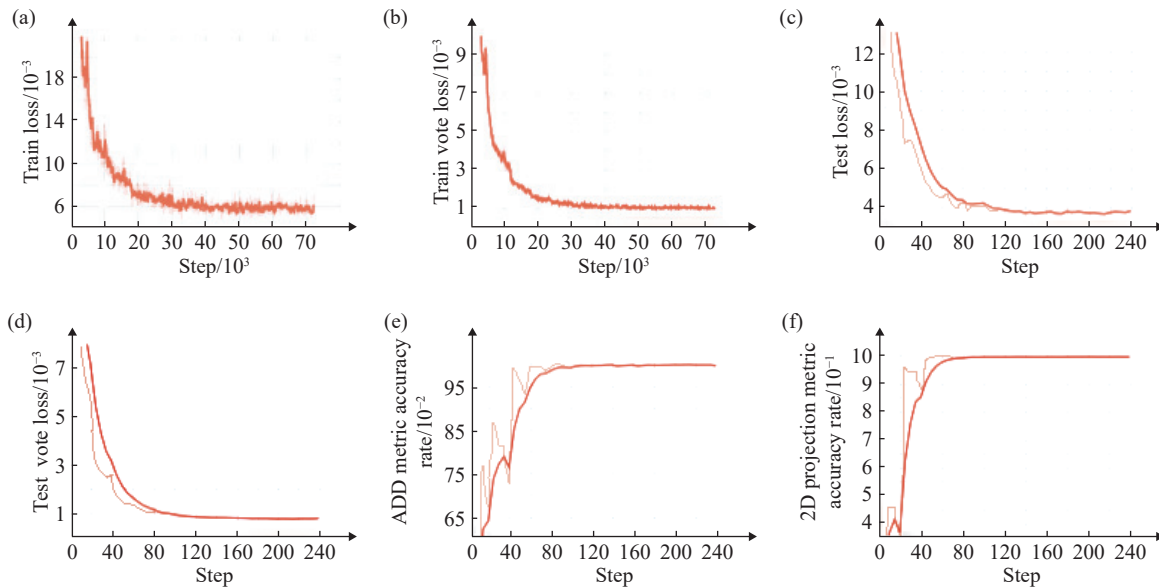 (a)
Train loss/10⁻³
18
14
10
6
0 10 20 30 40 50 60 70
Step/10³
(b)
Train vote loss/10⁻³
9
7
5
3
1
0 10 20 30 40 50 60 70
Step/10³
(c)
Test loss/10⁻³
12
10
8
6
4
0 40 80 120 160 200 240
Step
(d)
Test vote loss/10⁻³
7
5
3
1
0 40 80 120 160 200 240
Step
(e)
ADD metric accuracy
rate/10⁻²
95
85
75
65
0 40 80 120 160 200 240
Step
(f)
2D projection metric
accuracy rate/10⁻¹
10
9
8
7
6
5
4
0 40 80 120 160 200 240
Step